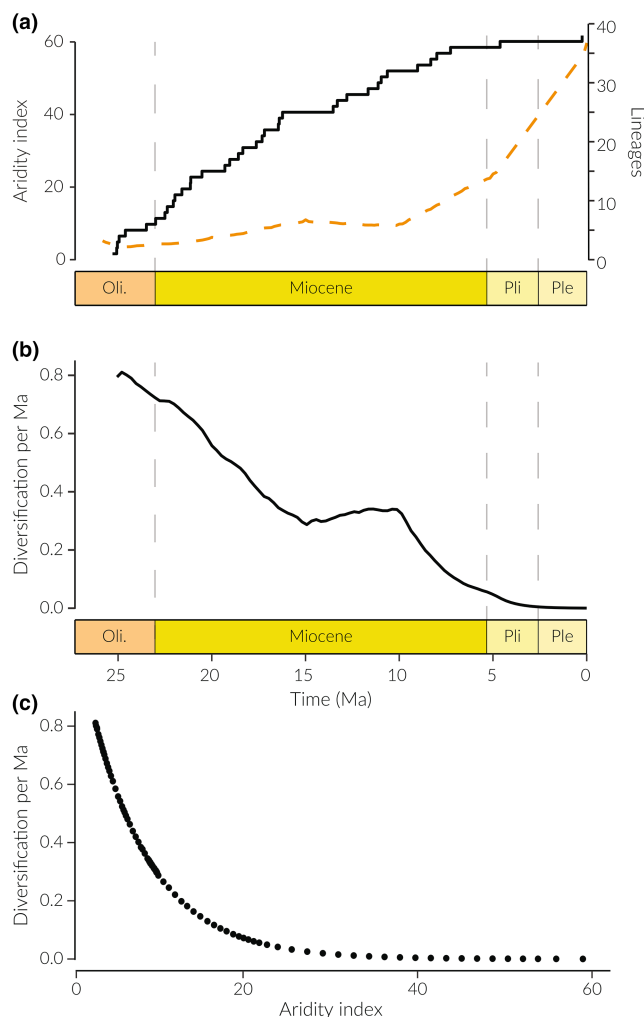 (a)
60
40
20
0
Aridity index
40
30
20
10
0
Lineages
Oli. Miocene Pli Ple
(b)
0.8
0.6
0.4
0.2
0.0
Diversification per Ma
Oli. Miocene Pli Ple
25 20 15 10 5 0
Time (Ma)
(c)
0.8
0.6
0.4
0.2
0.0
Diversification per Ma
0 20 40 60
Aridity index